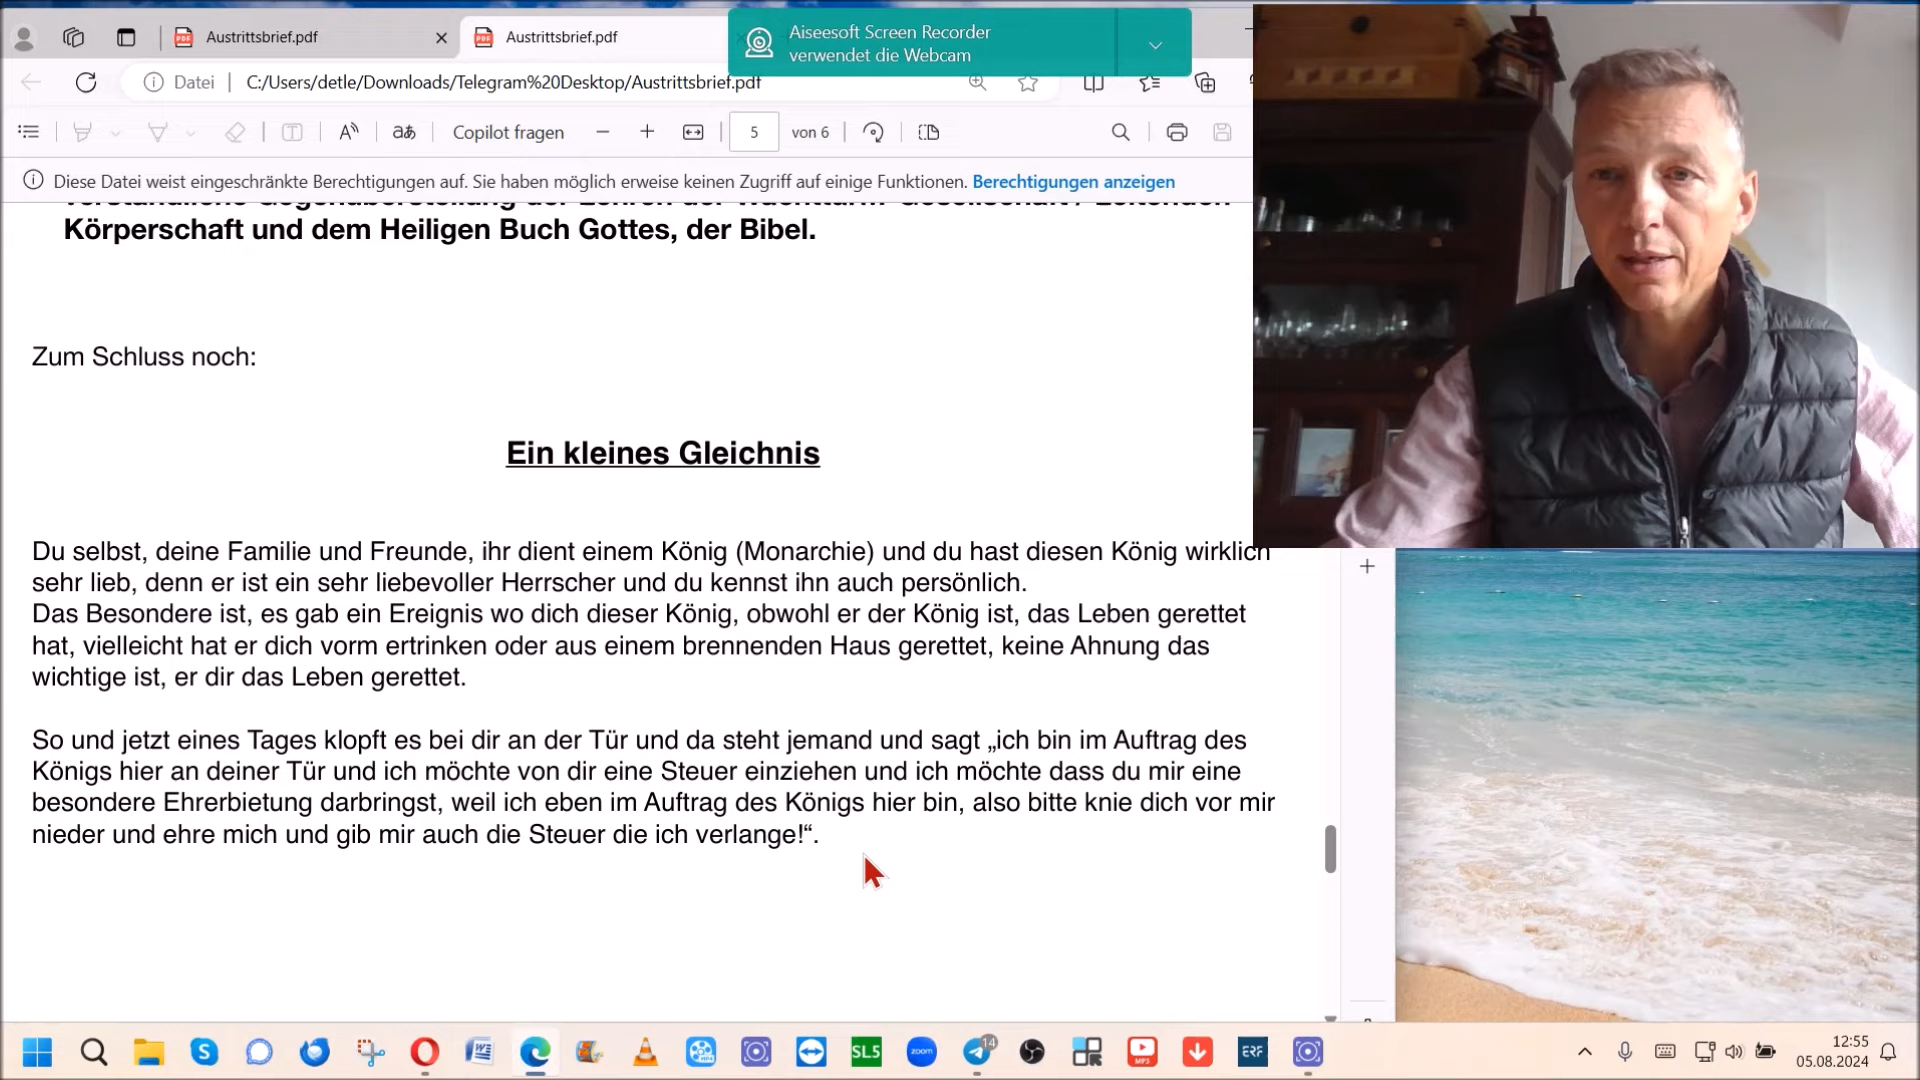 Austrittsbrief.pdf
Austrittsbrief.pdf
Aiseesoft Screen Recorder
verwendet die Webcam
Datei
C:/Users/detle/Downloads/Telegram%20Desktop/Austrittsbrief.pdf
Copilot fragen
5
von 6
Diese Datei weist eingeschränkte Berechtigungen auf. Sie haben möglich erweise keinen Zugriff auf einige Funktionen. Berechtigungen anzeigen
Körperschaft und dem Heiligen Buch Gottes, der Bibel.
Zum Schluss noch:
Ein kleines Gleichnis
Du selbst, deine Familie und Freunde, ihr dient einem König (Monarchie) und du hast diesen König wirklich
sehr lieb, denn er ist ein sehr liebevoller Herrscher und du kennst ihn auch persönlich.
Das Besondere ist, es gab ein Ereignis wo dich dieser König, obwohl er der König ist, das Leben gerettet
hat, vielleicht hat er dich vorm ertrinken oder aus einem brennenden Haus gerettet, keine Ahnung das
wichtige ist, er dir das Leben gerettet.
So und jetzt eines Tages klopft es bei dir an der Tür und da steht jemand und sagt „ich bin im Auftrag des
Königs hier an deiner Tür und ich möchte von dir eine Steuer einziehen und ich möchte dass du mir eine
besondere Ehrerbietung darbringst, weil ich eben im Auftrag des Königs hier bin, also bitte knie dich vor mir
nieder und ehre mich und gib mir auch die Steuer die ich verlange!“.
SL5
zoom
14
MP3
ERF
12:55
05.08.2024